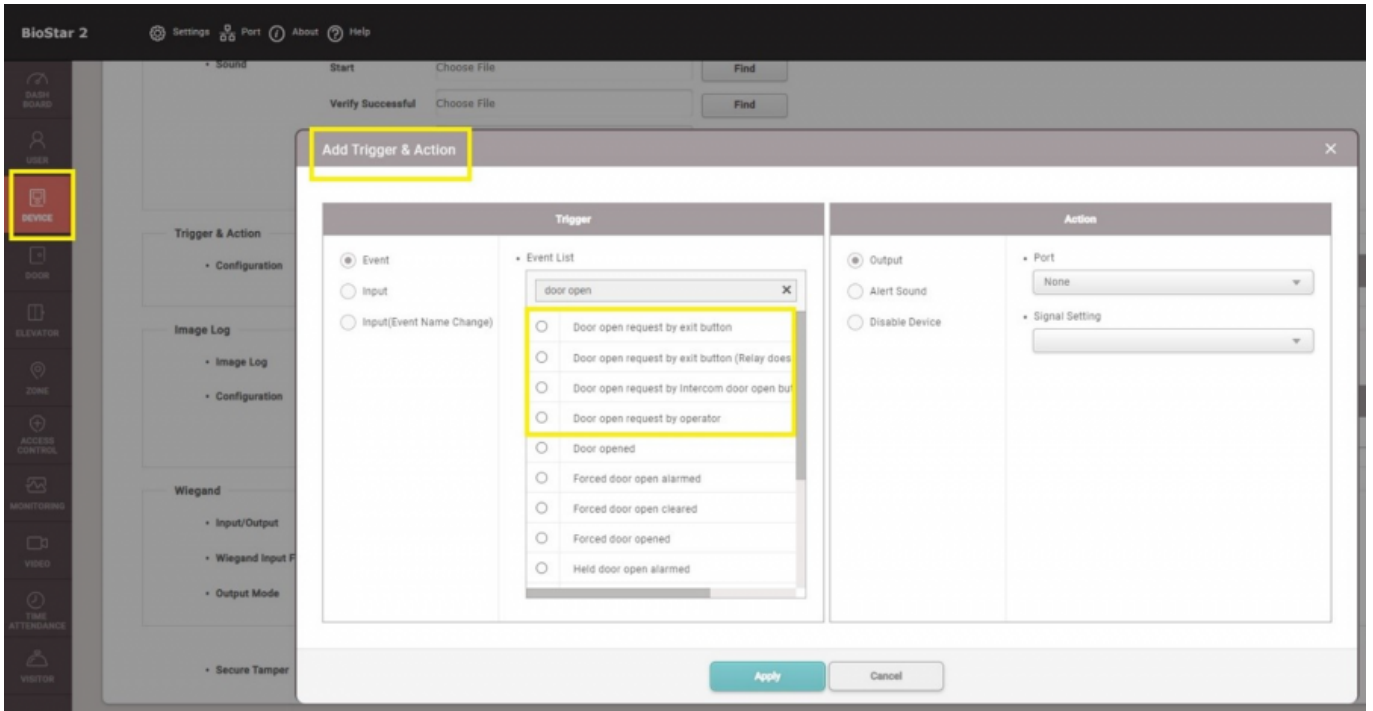 BioStar 2
Settings Port About Help
DASH BOARD
USER
DEVICE
DOOR
ELEVATOR
ZONE
ACCESS CONTROL
MONITORING
VIDEO
TIME ATTENDANCE
VISITOR
• Sound
Start Choose File Find
Verify Successful Choose File Find
Trigger & Action
• Configuration
Image Log
• Image Log
• Configuration
Wiegand
• Input/Output
• Wiegand Input F
• Output Mode
• Secure Tamper
Add Trigger & Action
Trigger
Event
Input
Input(Event Name Change)
• Event List
door open
Door open request by exit button
Door open request by exit button (Relay does
Door open request by Intercom door open but
Door open request by operator
Door opened
Forced door open alarmed
Forced door open cleared
Forced door opened
Held door open alarmed
Action
Output
Alert Sound
Disable Device
• Port
None
• Signal Setting
Apply Cancel